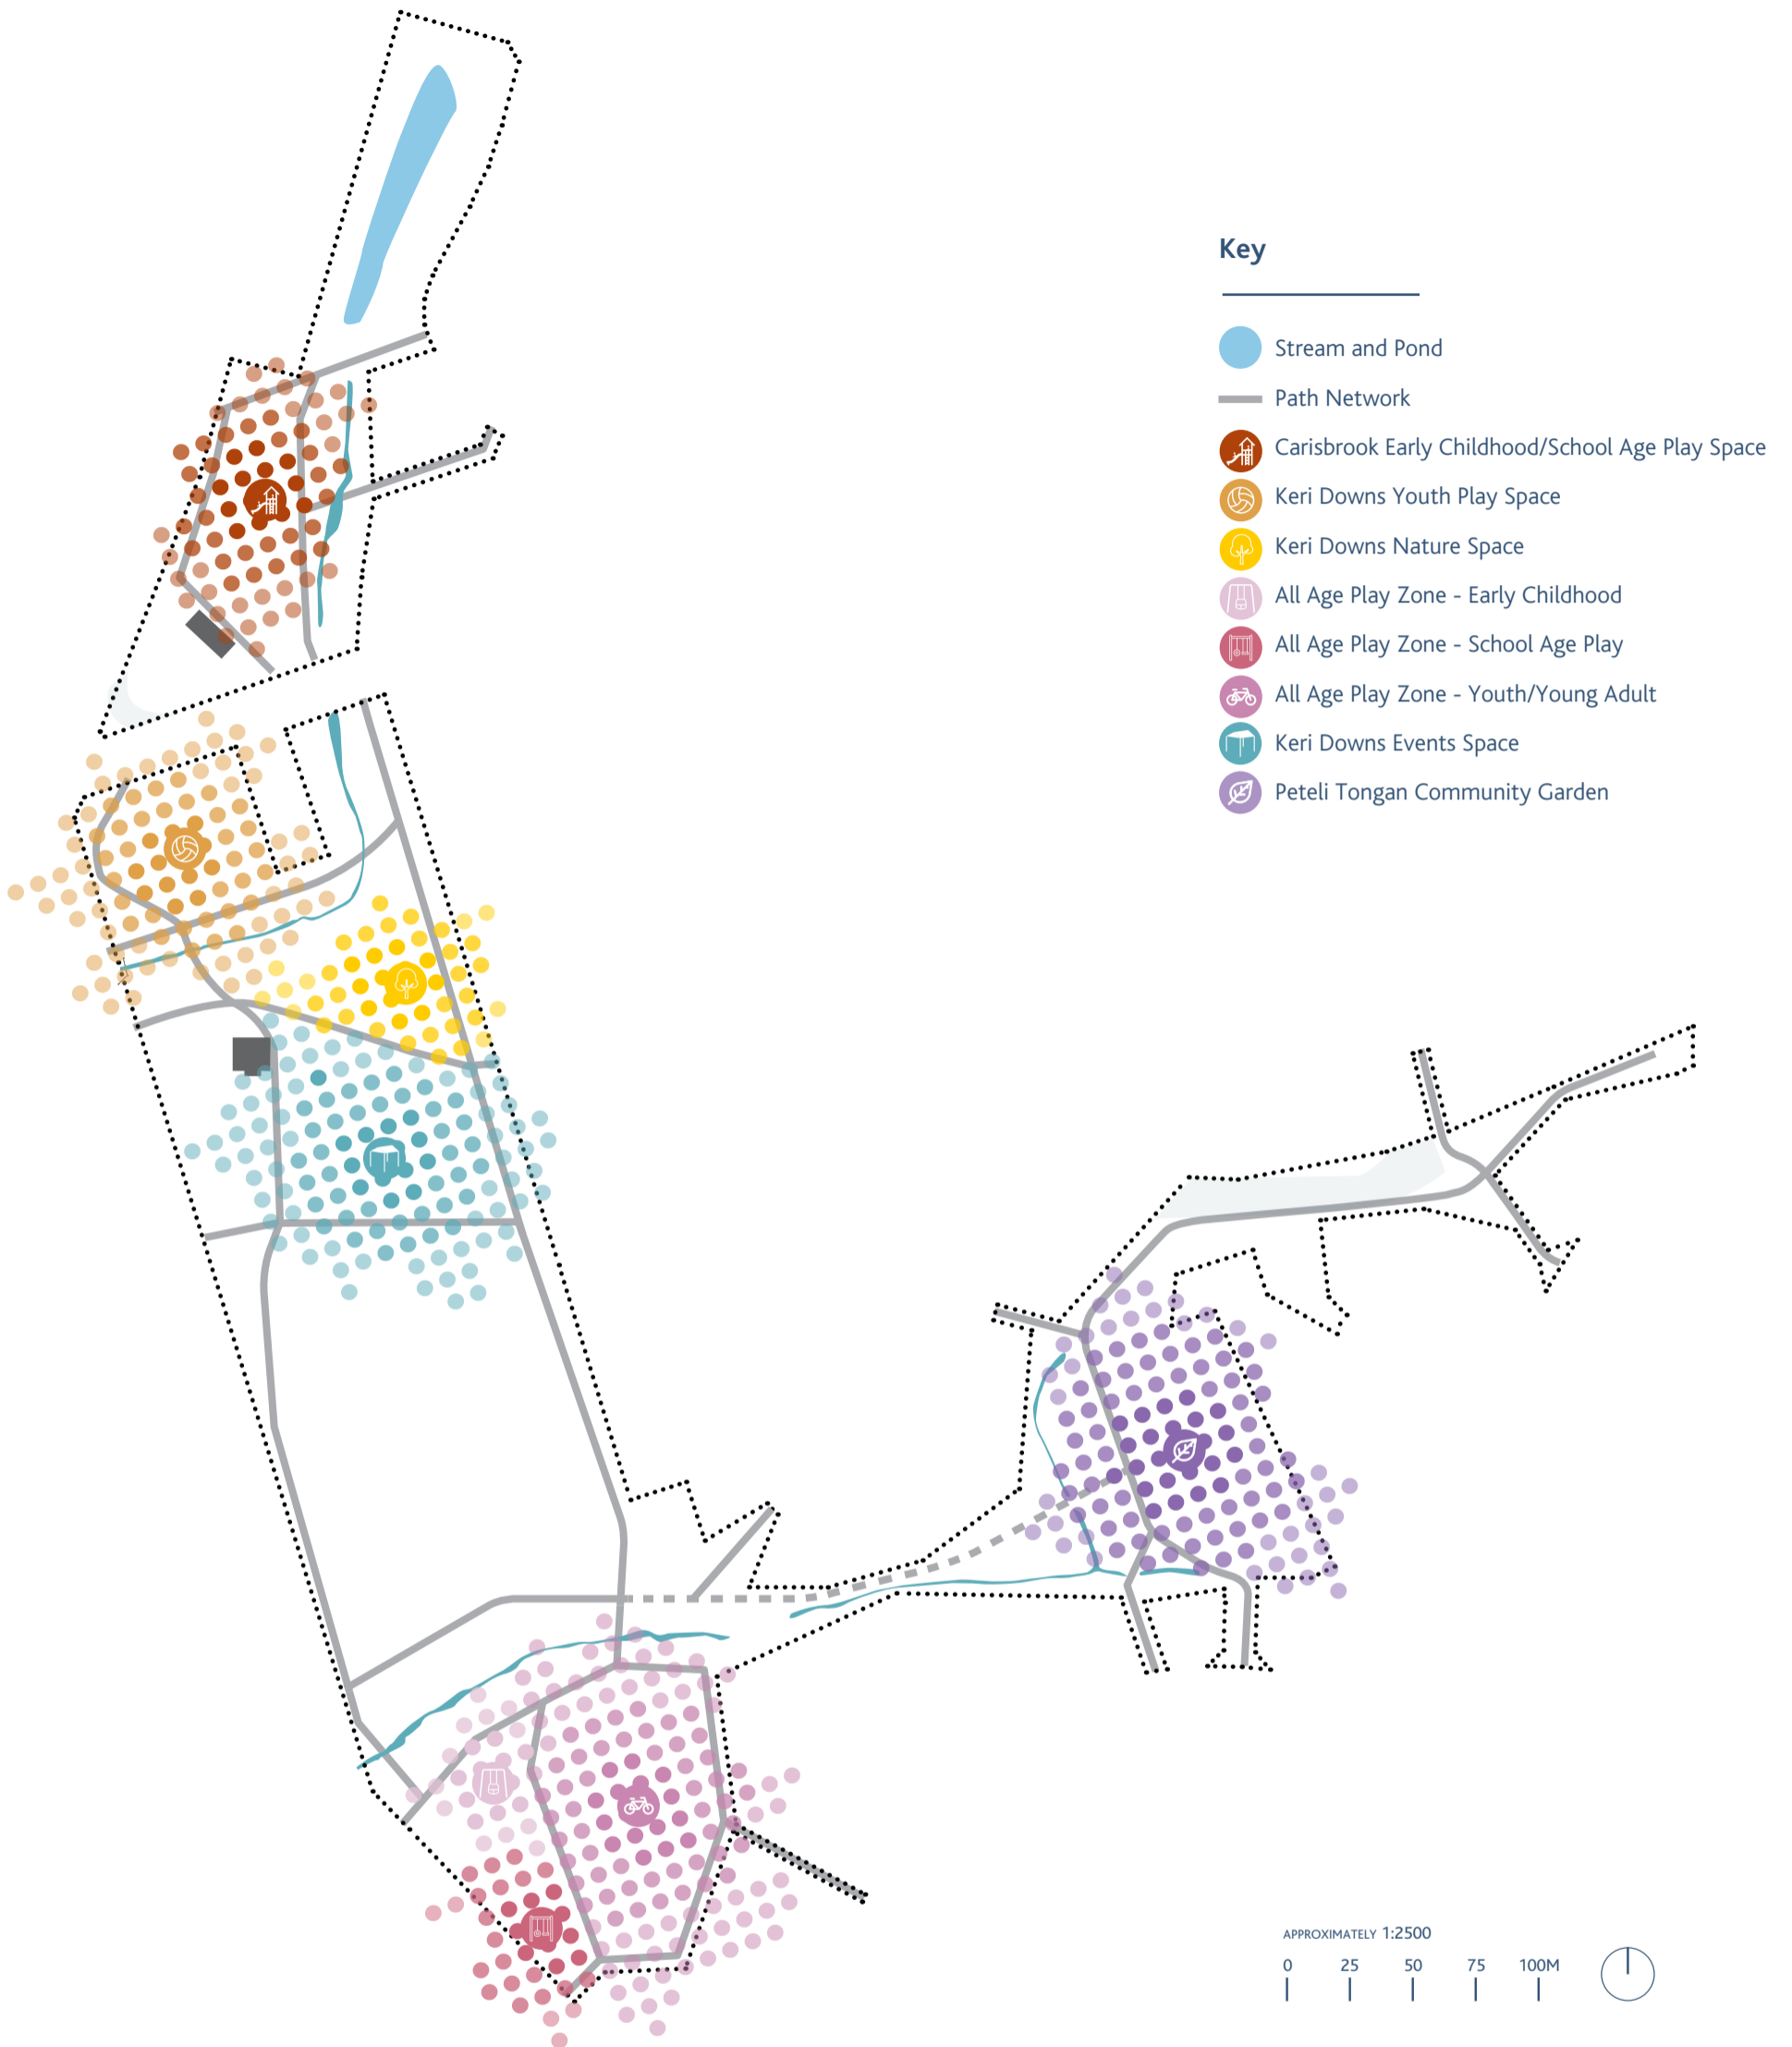 Key
Stream and Pond
Path Network
Carisbrook Early Childhood/School Age Play Space
Keri Downs Youth Play Space
Keri Downs Nature Space
All Age Play Zone - Early Childhood
All Age Play Zone - School Age Play
All Age Play Zone - Youth/Young Adult
Keri Downs Events Space
Peteli Tongan Community Garden
APPROXIMATELY 1:2500
0 25 50 75 100M